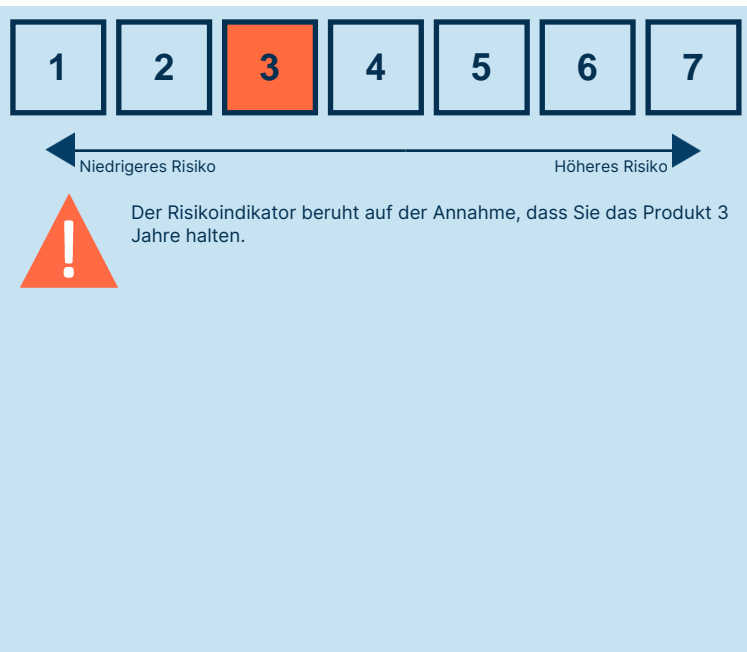 1 2 3 4 5 6 7
Niedrigeres Risiko Höheres Risiko
Der Risikoindikator beruht auf der Annahme, dass Sie das Produkt 3
Jahre halten.